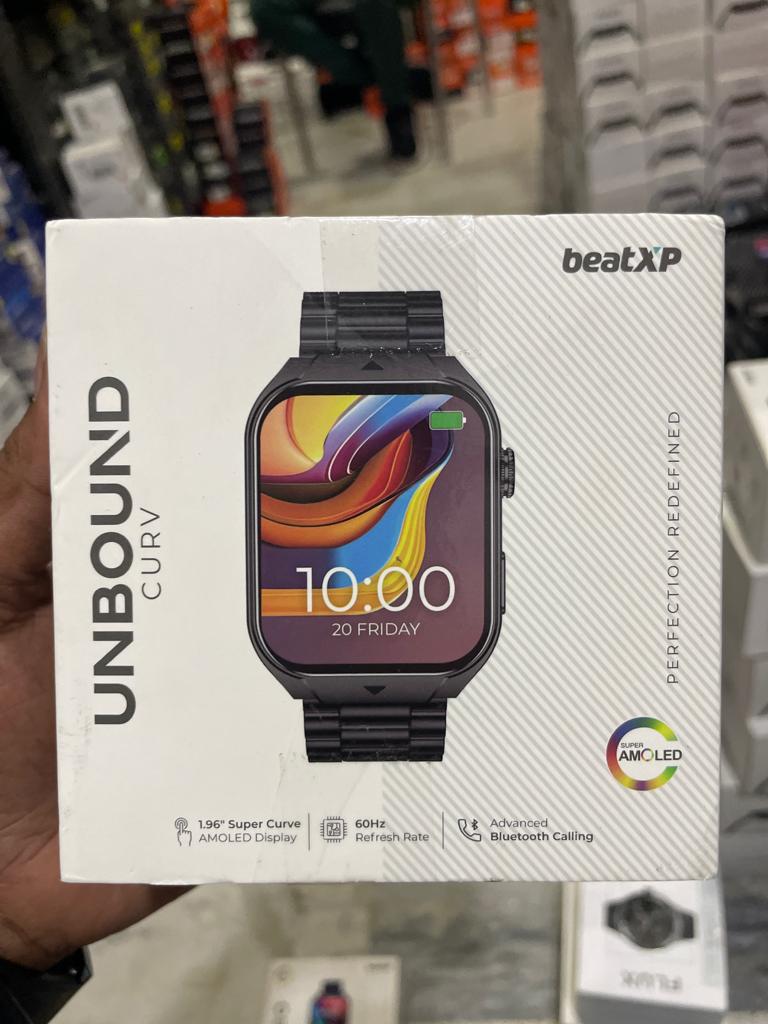 beatXP
UNBOUND
CURV
10:00
20 FRIDAY
PERFECTION REDEFINED
SUPER
AMOLED
1.96" Super Curve
AMOLED Display
60Hz
Refresh Rate
Advanced
Bluetooth Calling